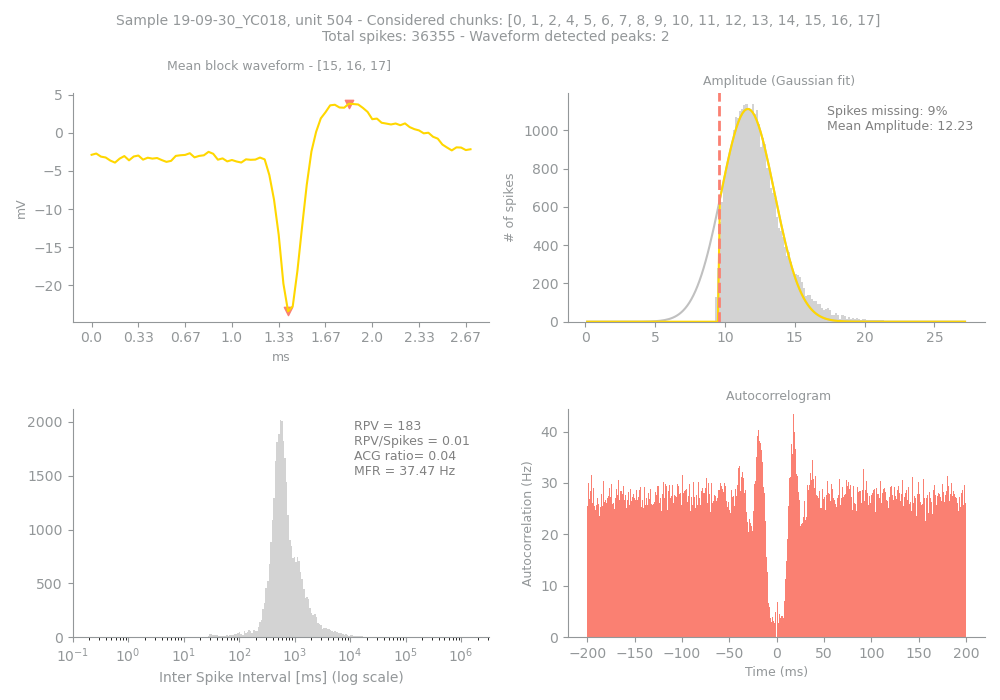 Sample 19-09-30_YC018, unit 504 - Considered chunks: [0, 1, 2, 4, 5, 6, 7, 8, 9, 10, 11, 12, 13, 14, 15, 16, 17]
Total spikes: 36355 - Waveform detected peaks: 2
Mean block waveform - [15, 16, 17]
5
0
−5
−10
−15
−20
mV
0.0 0.33 0.67 1.0 1.33 1.67 2.0 2.33 2.67
ms
Amplitude (Gaussian fit)
Spikes missing: 9%
Mean Amplitude: 12.23
1000
800
600
400
200
0
# of spikes
0 5 10 15 20 25
2000
1500
1000
500
0
RPV = 183
RPV/Spikes = 0.01
ACG ratio= 0.04
MFR = 37.47 Hz
10⁻¹ 10⁰ 10¹ 10² 10³ 10⁴ 10⁵ 10⁶
Inter Spike Interval [ms] (log scale)
Autocorrelogram
40
30
20
10
0
Autocorrelation (Hz)
−200 −150 −100 −50 0 50 100 150 200
Time (ms)